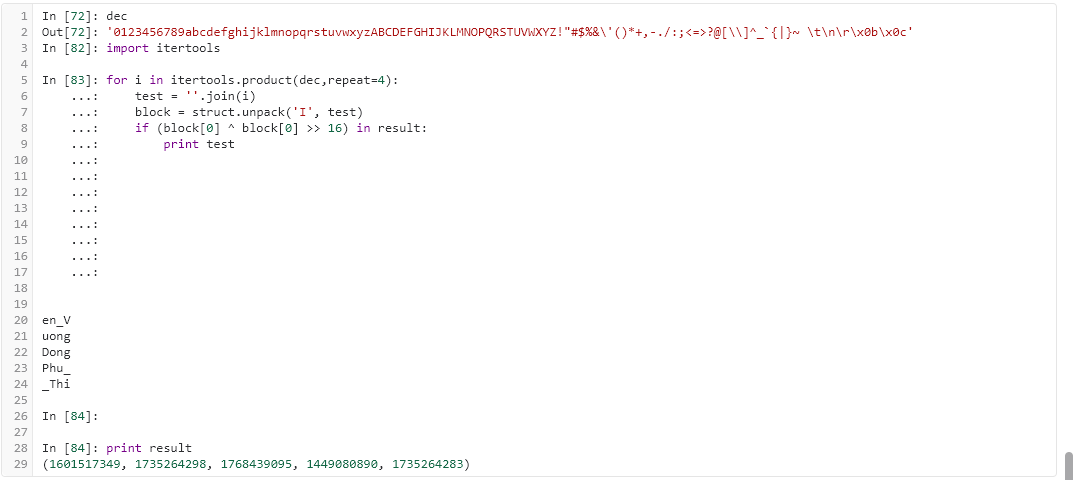 1 In [72]: dec
2 Out[72]: '0123456789abcdefghijklmnopqrstuvwxyzABCDEFGHIJKLMNOPQRSTUVWXYZ!"#$%&\'()*+,-./:;<=>?@[\\]^_`{|}~ \t\n\r\x0b\x0c'
3 In [82]: import itertools
4
5 In [83]: for i in itertools.product(dec,repeat=4):
6     ...:     test = ''.join(i)
7     ...:     block = struct.unpack('I', test)
8     ...:     if (block[0] ^ block[0] >> 16) in result:
9     ...:         print test
10     ...:
11     ...:
12     ...:
13     ...:
14     ...:
15     ...:
16     ...:
17     ...:
18
19
20 en_V
21 uong
22 Dong
23 Phu_
24 _Thi
25
26 In [84]:
27
28 In [84]: print result
29 (1601517349, 1735264298, 1768439095, 1449080890, 1735264283)